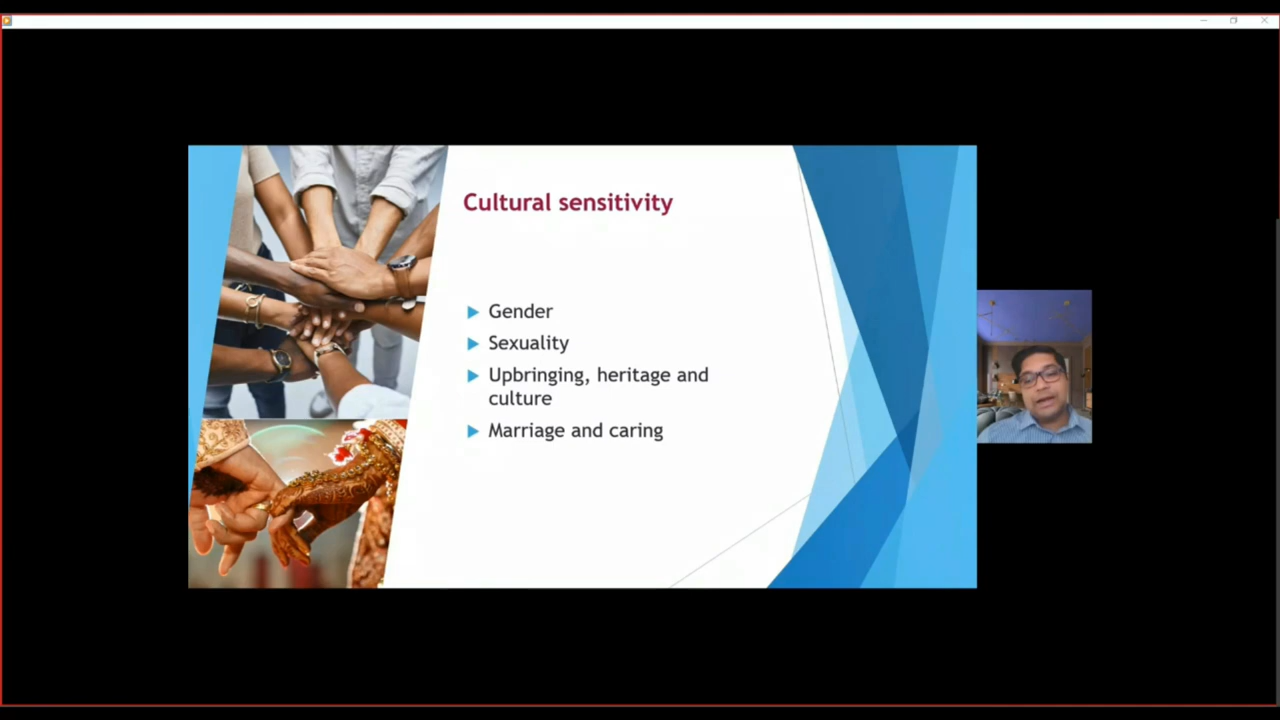 Cultural sensitivity
Gender
Sexuality
Upbringing, heritage and
culture
Marriage and caring